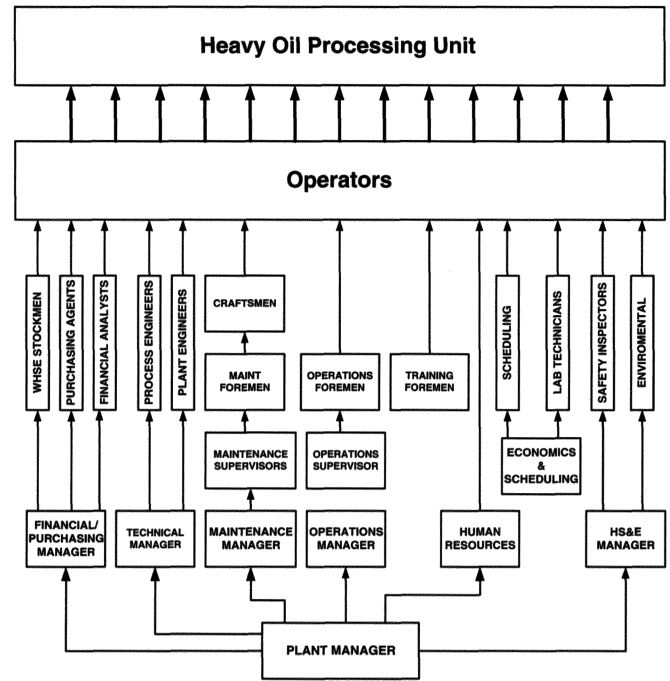 Heavy Oil Processing Unit
Operators
WHSE STOCKMEN
PURCHASING AGENTS
FINANCIAL ANALYSTS
PROCESS ENGINEERS
PLANT ENGINEERS
CRAFTSMEN
MAINT
FOREMEN
OPERATIONS
FOREMEN
TRAINING
FOREMEN
SCHEDULING
LAB TECHNICIANS
SAFETY INSPECTORS
ENVIROMENTAL
MAINTENANCE
SUPERVISORS
OPERATIONS
SUPERVISOR
ECONOMICS
&
SCHEDULING
FINANCIAL/
PURCHASING
MANAGER
TECHNICAL
MANAGER
MAINTENANCE
MANAGER
OPERATIONS
MANAGER
HUMAN
RESOURCES
HS&E
MANAGER
PLANT MANAGER